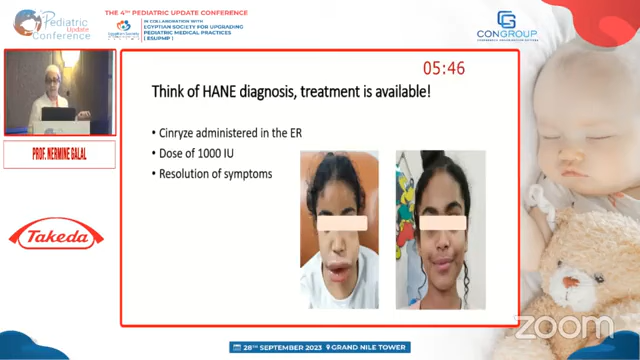 Pediatric
Update
Conference
THE 4TH PEDIATRIC UPDATE CONFERENCE
IN COLLABORATION WITH
EGYPTIAN SOCIETY FOR UPGRADING
PEDIATRIC MEDICAL PRACTICES
( ESUPMP )
CONGROUP
05:46
Think of HANE diagnosis, treatment is available!
• Cinryze administered in the ER
• Dose of 1000 IU
• Resolution of symptoms
PROF. NERMINE GALAL
Takeda
zoom
28TH SEPTEMBER 2023 GRAND NILE TOWER